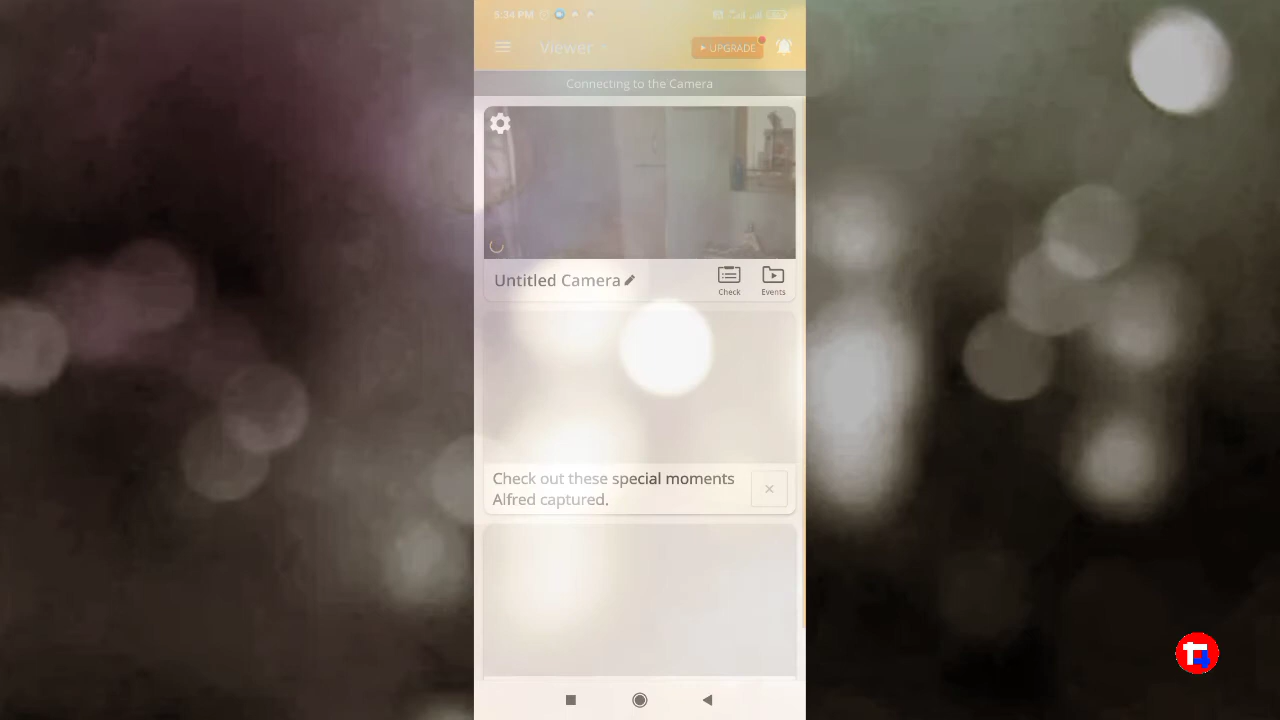 5:34 PM
Viewer
UPGRADE
Connecting to the Camera
Untitled Camera
Check
Events
Check out these special moments
Alfred captured.